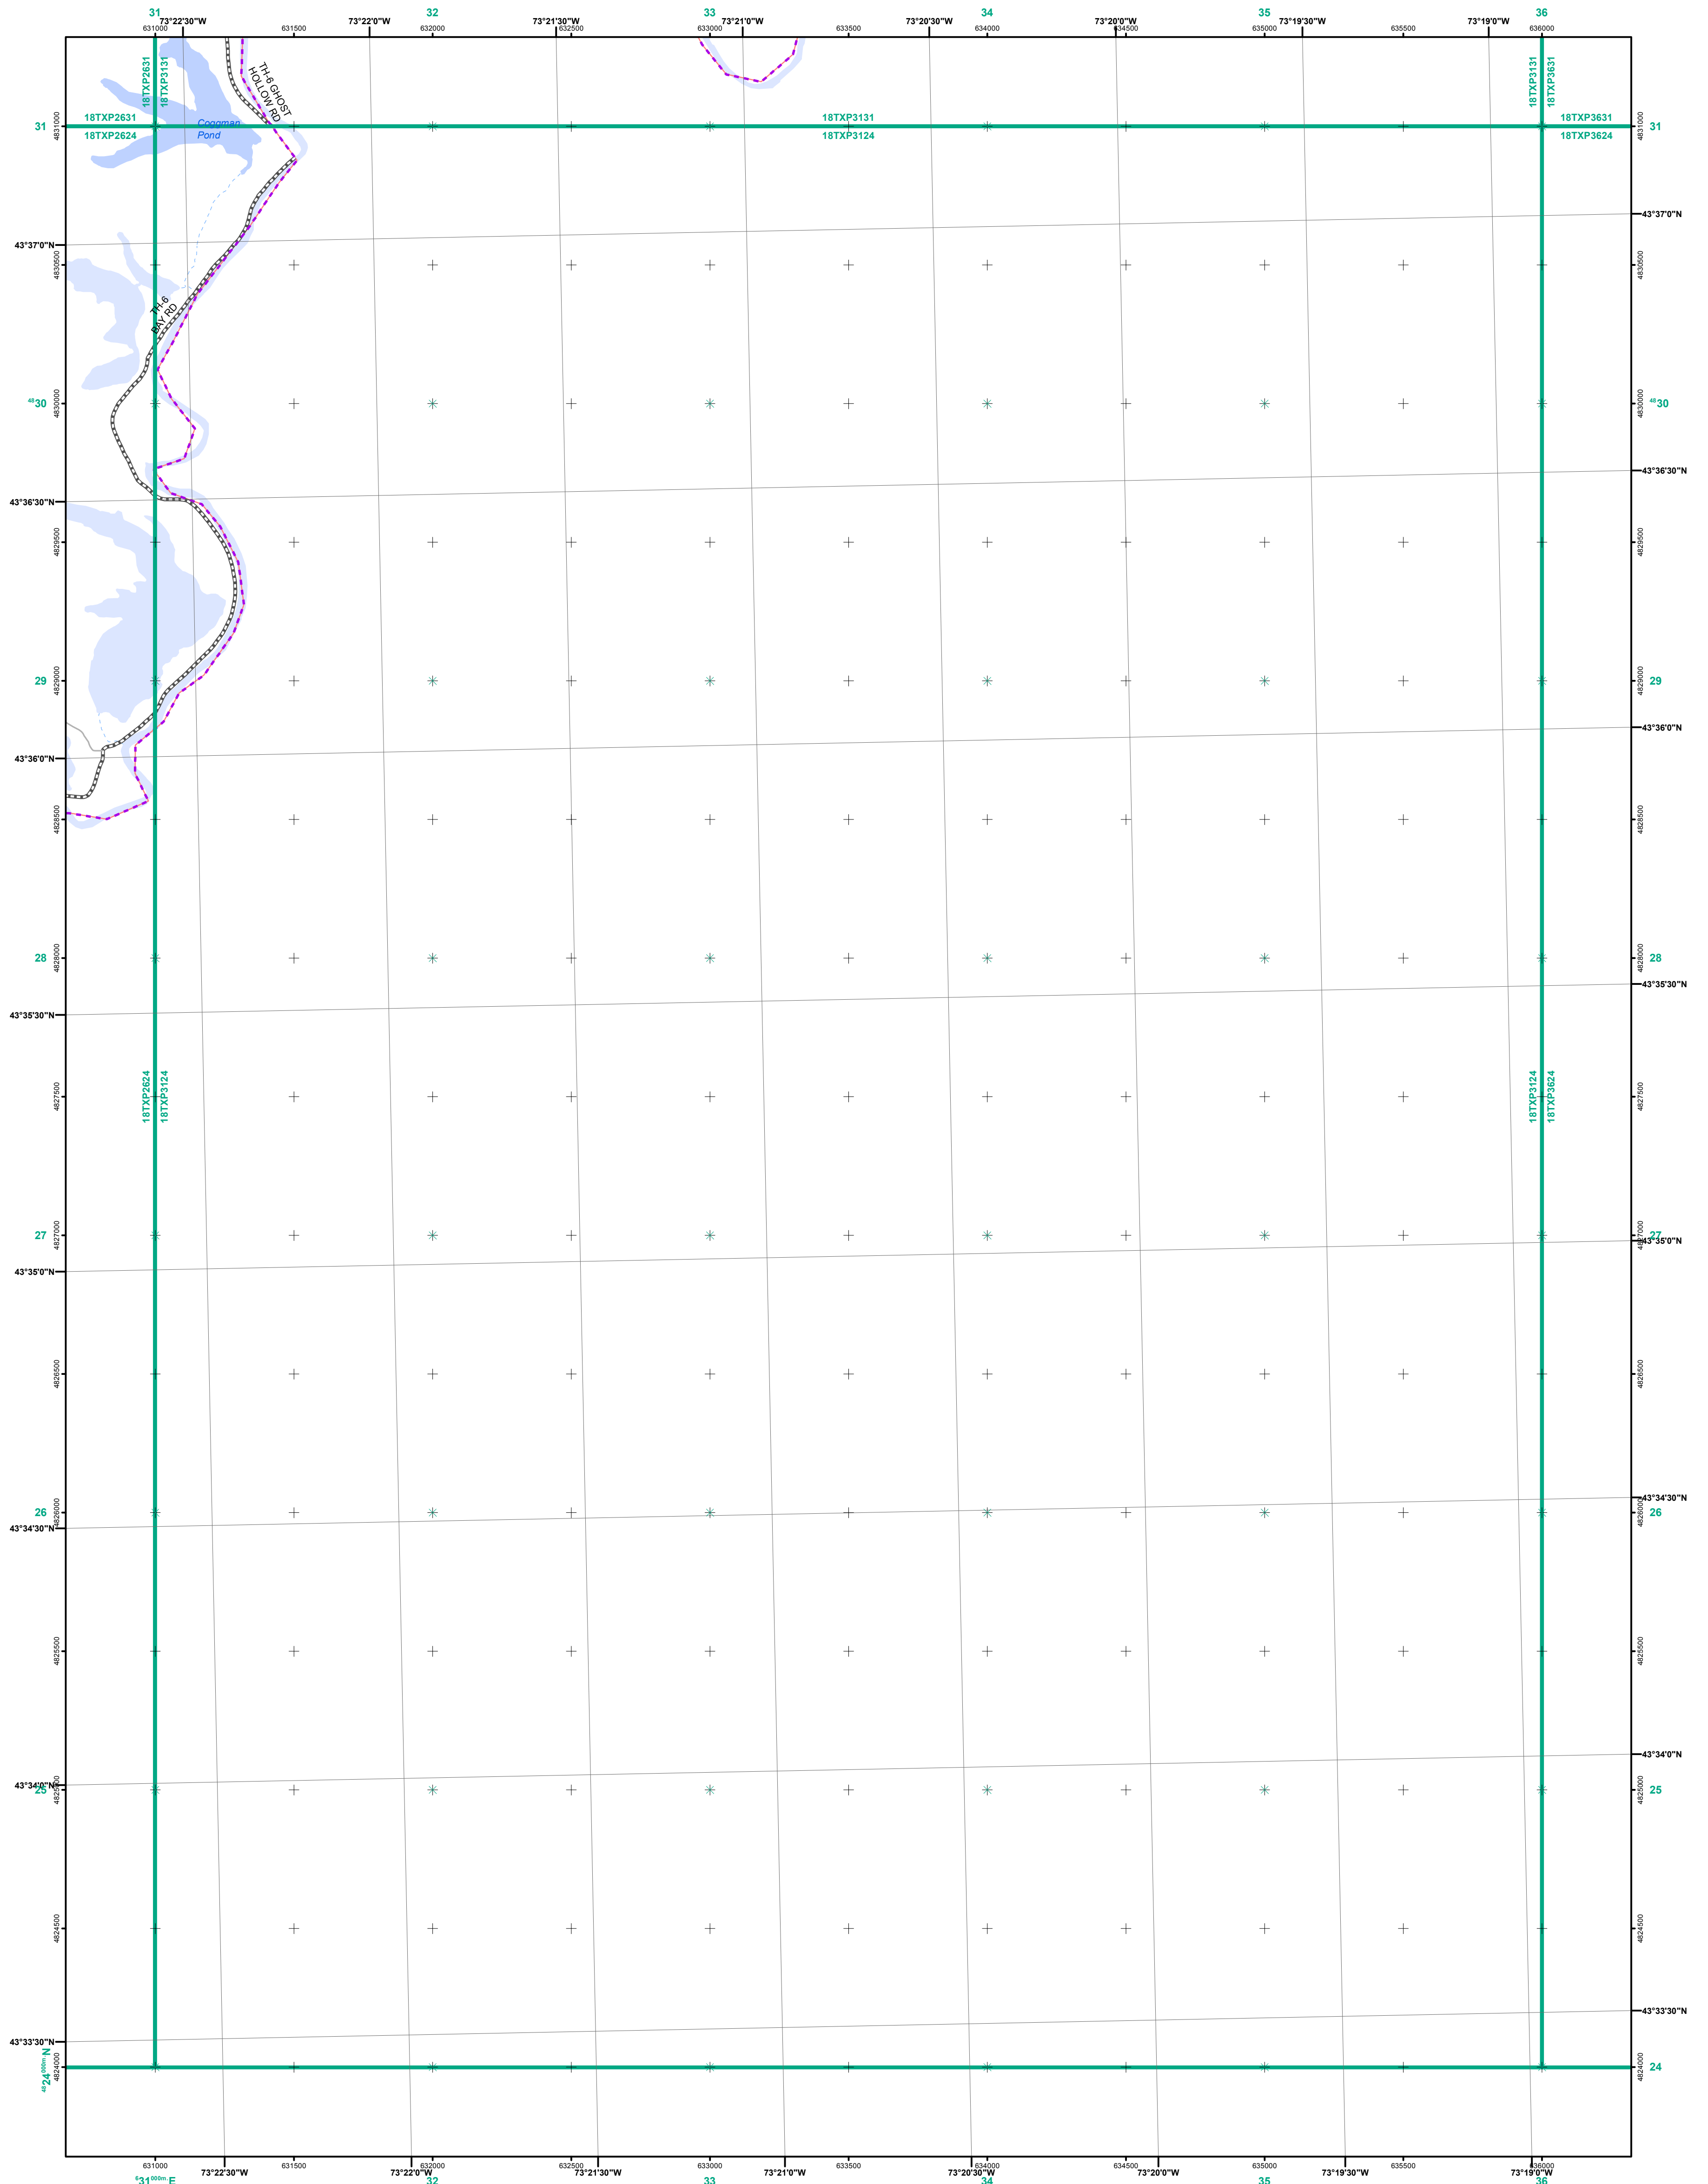 31 32 33 34 35 36
73°22'30"W 73°22'0"W 73°21'30"W 73°21'0"W 73°20'30"W 73°20'0"W 73°19'30"W 73°19'0"W
631000 631500 632000 632500 633000 633500 634000 634500 635000 635500 636000
18TXP2631
18TXP3131
TH-6 GHOST
HOLLOW RD
18TXP3131
18TXP3631
18TXP2631
18TXP3131
18TXP3631
31
4831000
Coggman
Pond
4831000
31
18TXP2624
18TXP3124
18TXP3624
43°37'0"N
43°37'0"N
4830500
4830500
TH-6
BAY RD
4830
4830000
4830000
4830
43°36'30"N
43°36'30"N
4829500
4829500
29
4829000
4829000
29
43°36'0"N
43°36'0"N
4828500
4828500
28
4828000
4828000
28
43°35'30"N
43°35'30"N
18TXP2624
18TXP3124
18TXP3124
18TXP3624
4827500
4827500
27
4827000
4827000
27
43°35'0"N
43°35'0"N
4826500
4826500
26
4826000
4826000
26
43°34'30"N
43°34'30"N
4825500
4825500
43°34'0"N
43°34'0"N
25
4825000
4825000
25
4824500
4824500
43°33'30"N
43°33'30"N
4824000m.N
4824000
4824000
24
631000 632000 632500 633000 633500 634000 634500 635000 635500 636000
73°22'30"W 73°22'0"W 73°21'30"W 73°21'0"W 73°20'30"W 73°20'0"W 73°19'30"W 73°19'0"W
631000m.E 32 33 34 35 36